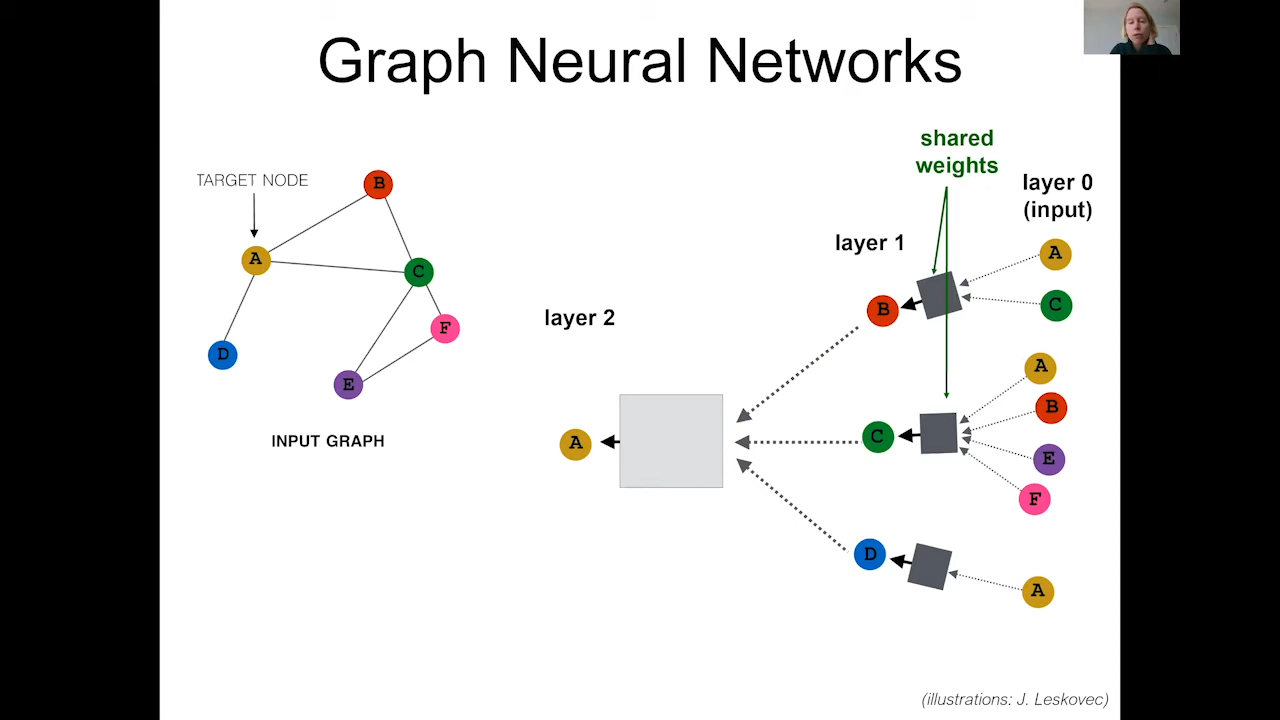 Graph Neural Networks
TARGET NODE
B
A
C
F
D
E
INPUT GRAPH
shared
weights
layer 0
(input)
layer 1
layer 2
A
B
C
D
A
C
A
B
E
F
A
(illustrations: J. Leskovec)